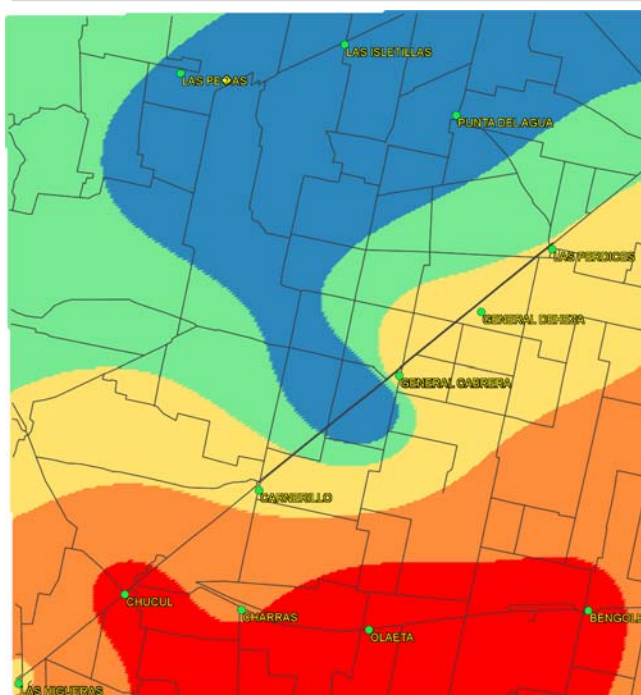 LAS ISLETILLAS
LAS PE�AS
PUNTA DEL AGUA
LAS PERDICES
GENERAL DEHEZA
GENERAL CABRERA
CARNERILLO
CHUCUL
CHARRAS
BENGOLE
OLAETA
LAS HIGUERAS